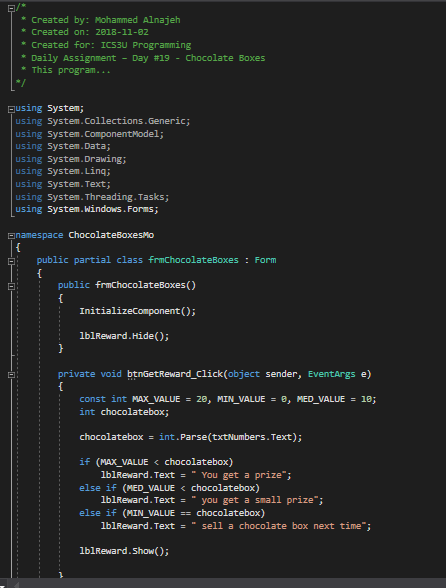 /*
 * Created by: Mohammed Alnajeh
 * Created on: 2018-11-02
 * Created for: ICS3U Programming
 * Daily Assignment – Day #19 - Chocolate Boxes
 * This program...
*/
using System;
using System.Collections.Generic;
using System.ComponentModel;
using System.Data;
using System.Drawing;
using System.Linq;
using System.Text;
using System.Threading.Tasks;
using System.Windows.Forms;
namespace ChocolateBoxesMo
{
    public partial class frmChocolateBoxes : Form
    {
        public frmChocolateBoxes()
        {
            InitializeComponent();
            lblReward.Hide();
        }
        private void btnGetReward_Click(object sender, EventArgs e)
        {
            const int MAX_VALUE = 20, MIN_VALUE = 0, MED_VALUE = 10;
            int chocolatebox;
            chocolatebox = int.Parse(txtNumbers.Text);
            if (MAX_VALUE < chocolatebox)
                lblReward.Text = " You get a prize";
            else if (MED_VALUE < chocolatebox)
                lblReward.Text = " you get a small prize";
            else if (MIN_VALUE == chocolatebox)
                lblReward.Text = " sell a chocolate box next time";
            lblReward.Show();
        }